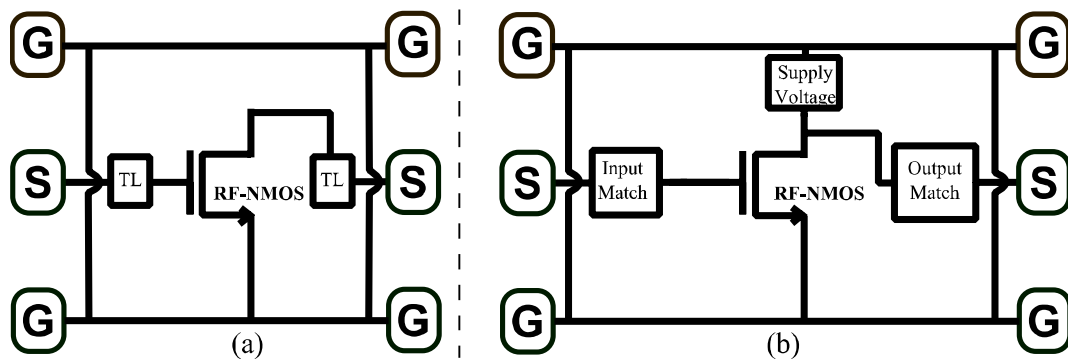 G
G
G
G
Supply
Voltage
S
TL
RF-NMOS
TL
S
S
Input
Match
RF-NMOS
Output
Match
S
G
G
G
G
(a)
(b)